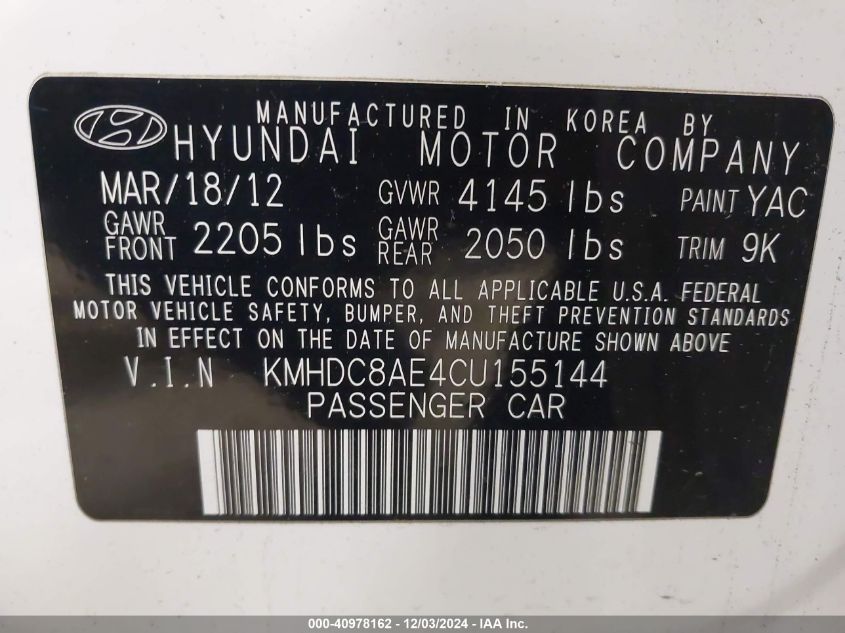 MANUFACTURED IN KOREA BY
HYUNDAI MOTOR COMPANY
MAR/18/12 GVWR 4145 lbs PAINT YAC
GAWR FRONT 2205 lbs GAWR REAR 2050 lbs TRIM 9K
THIS VEHICLE CONFORMS TO ALL APPLICABLE U.S.A. FEDERAL
MOTOR VEHICLE SAFETY, BUMPER, AND THEFT PREVENTION STANDARDS
IN EFFECT ON THE DATE OF MANUFACTURE SHOWN ABOVE
V.I.N KMHDC8AE4CU155144
PASSENGER CAR
000-40978162 - 12/03/2024 - IAA Inc.